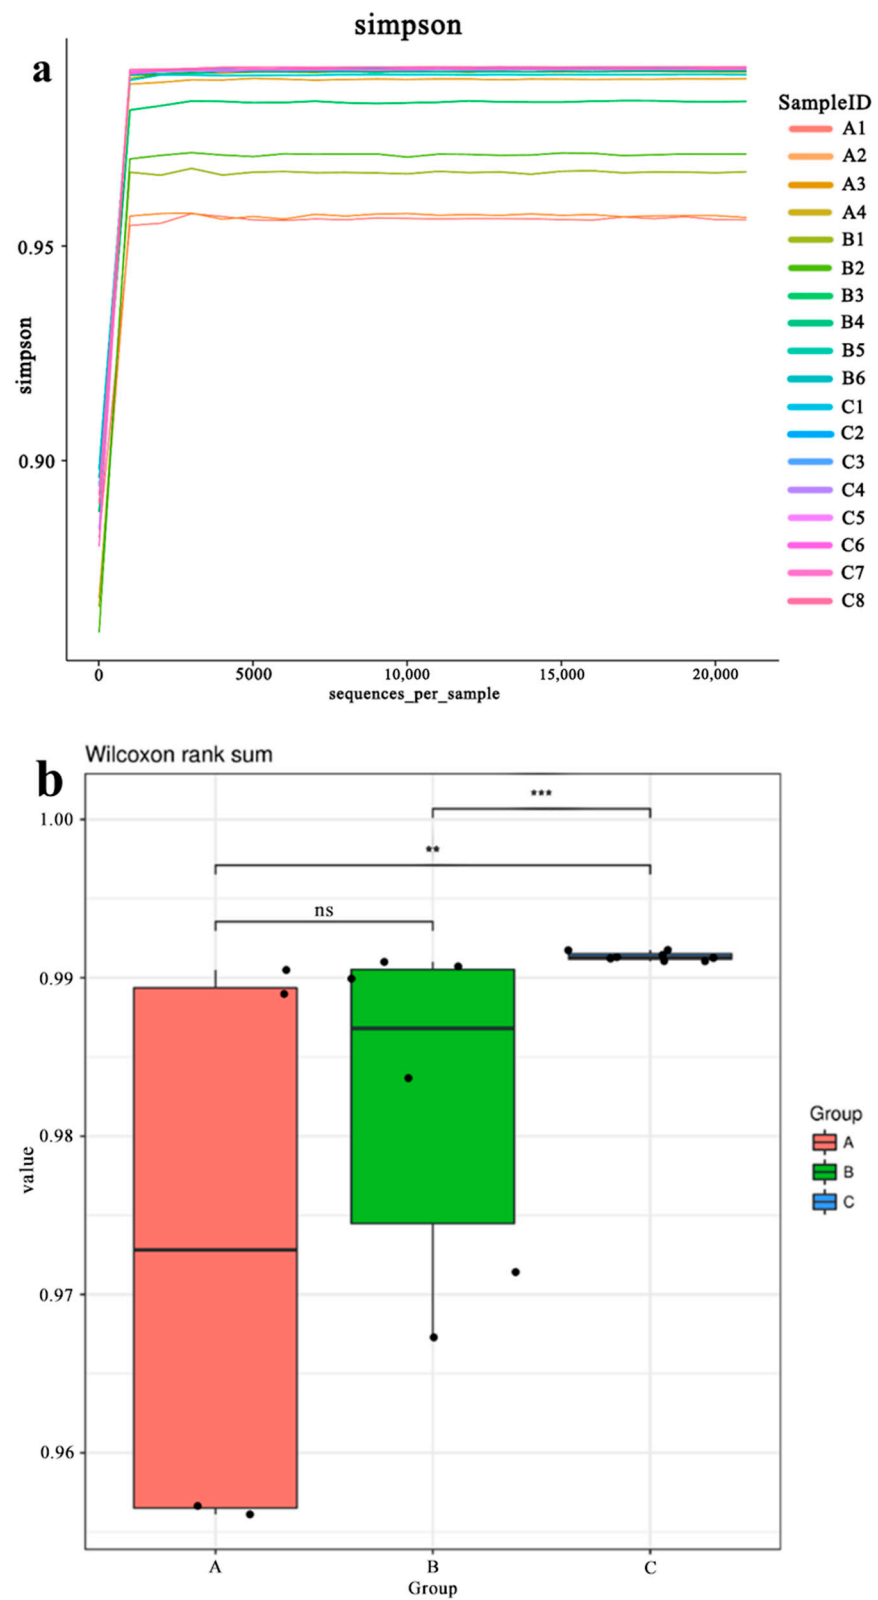 simpson
a
SampleID
A1
A2
A3
A4
B1
B2
B3
B4
B5
B6
C1
C2
C3
C4
C5
C6
C7
C8
0.95
0.90
simpson
0
5000
10,000
15,000
20,000
sequences_per_sample
b
Wilcoxon rank sum
1.00
0.99
0.98
0.97
0.96
value
***
**
ns
Group
A
B
C
A
B
C
Group